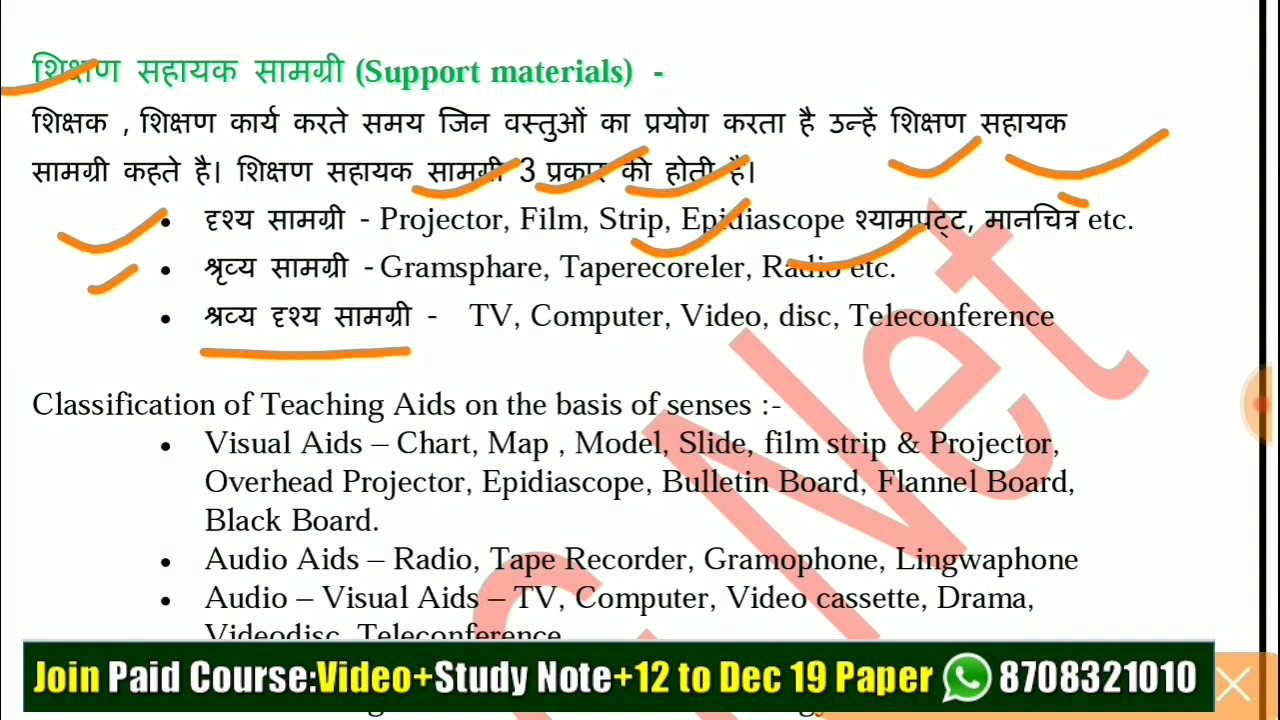 शिक्षण सहायक सामग्री (Support materials) -
शिक्षक , शिक्षण कार्य करते समय जिन वस्तुओं का प्रयोग करता है उन्हें शिक्षण सहायक
सामग्री कहते है। शिक्षण सहायक सामग्री 3 प्रकार की होती है।
• दृश्य सामग्री - Projector, Film, Strip, Epidiascope श्यामपट्ट, मानचित्र etc.
• श्रृव्य सामग्री - Gramsphare, Taperecoreler, Radio etc.
• श्रव्य दृश्य सामग्री - TV, Computer, Video, disc, Teleconference
Classification of Teaching Aids on the basis of senses :-
• Visual Aids – Chart, Map , Model, Slide, film strip & Projector,
Overhead Projector, Epidiascope, Bulletin Board, Flannel Board,
Black Board.
• Audio Aids – Radio, Tape Recorder, Gramophone, Lingwaphone
• Audio – Visual Aids – TV, Computer, Video cassette, Drama,
Videodisc, Teleconference
Join Paid Course:Video+Study Note+12 to Dec 19 Paper 8708321010
Net